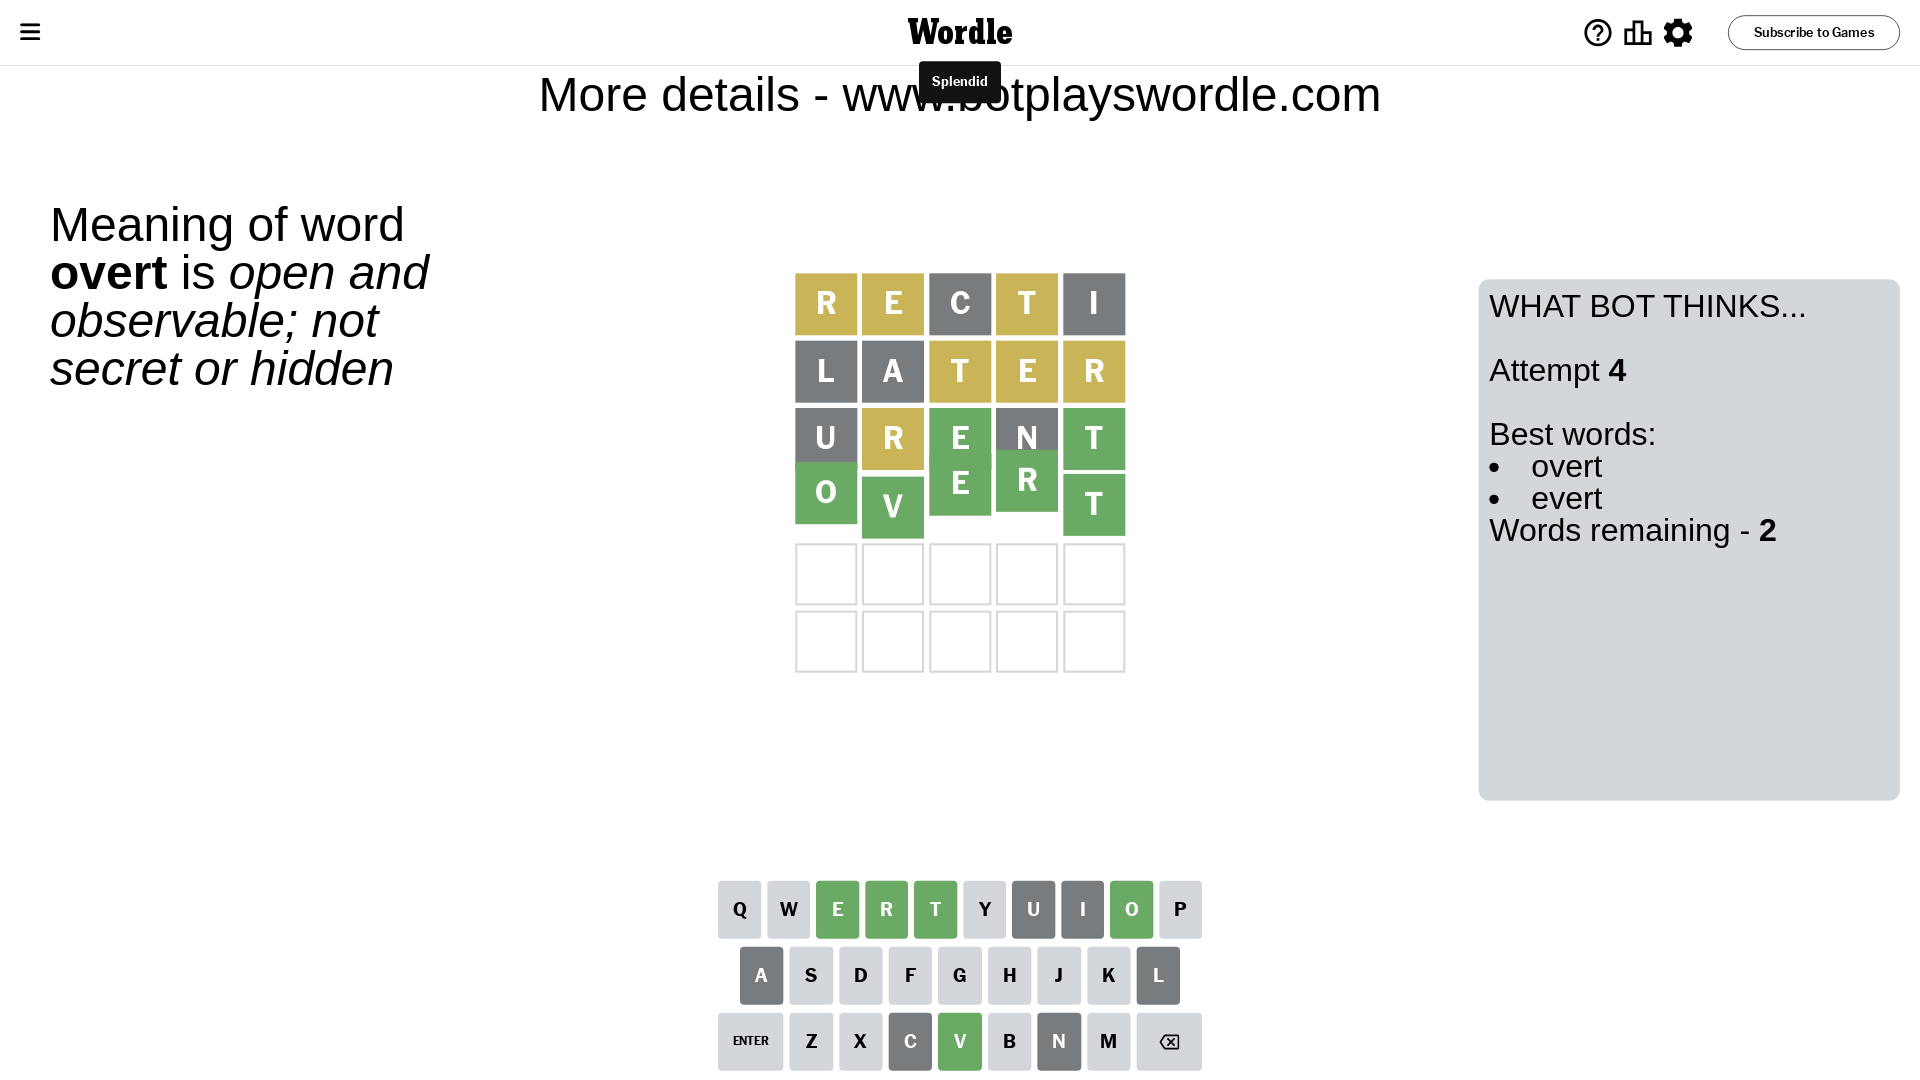 Wordle
Subscribe to Games
Splendid
More details - www.botplayswordle.com
Meaning of word
overt is open and
observable; not
secret or hidden
R E C T I
L A T E R
U R E N T
O V E R T
WHAT BOT THINKS...
Attempt 4
Best words:
• overt
• evert
Words remaining - 2
Q W E R T Y U I O P
A S D F G H J K L
ENTER Z X C V B N M